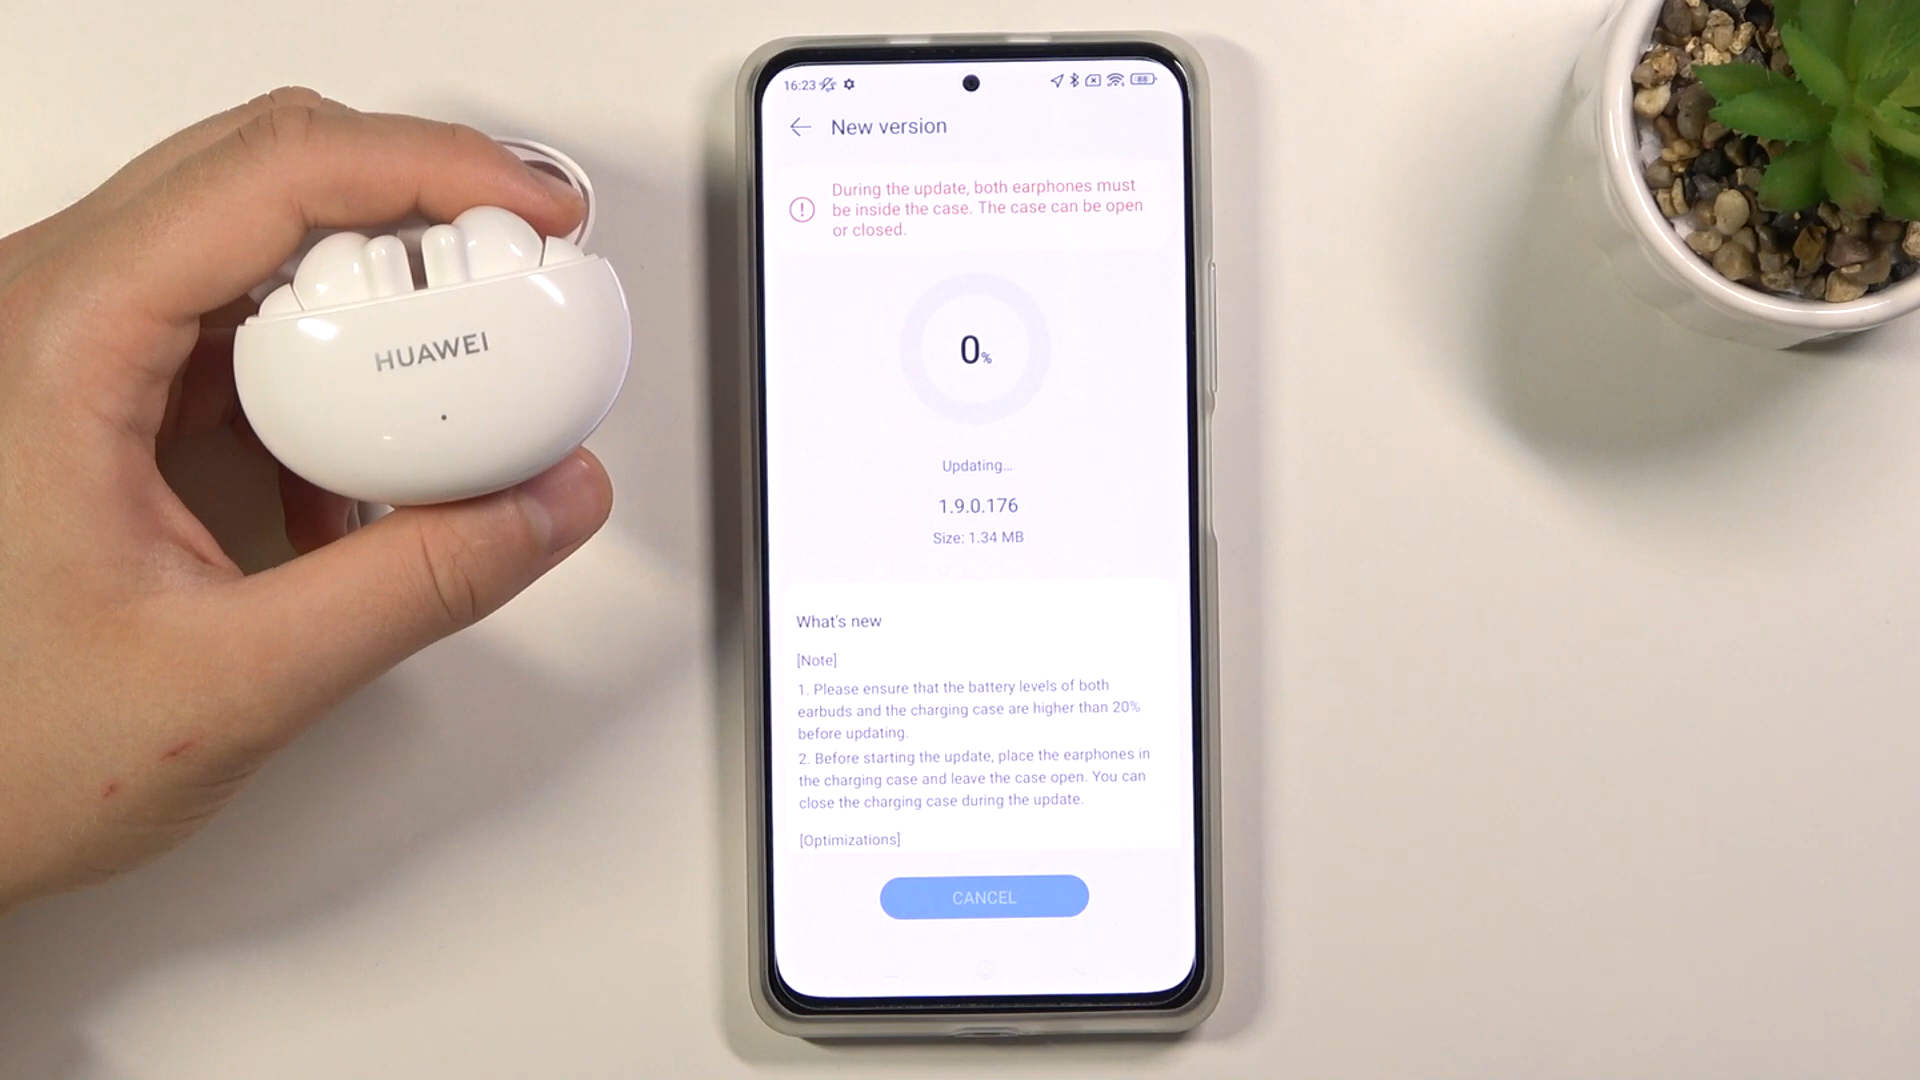 HUAWEI
16:23
88
New version
During the update, both earphones must
be inside the case. The case can be open
or closed.
0%
Updating...
1.9.0.176
Size: 1.34 MB
What's new
[Note]
1. Please ensure that the battery levels of both
earbuds and the charging case are higher than 20%
before updating.
2. Before starting the update, place the earphones in
the charging case and leave the case open. You can
close the charging case during the update.
[Optimizations]
CANCEL